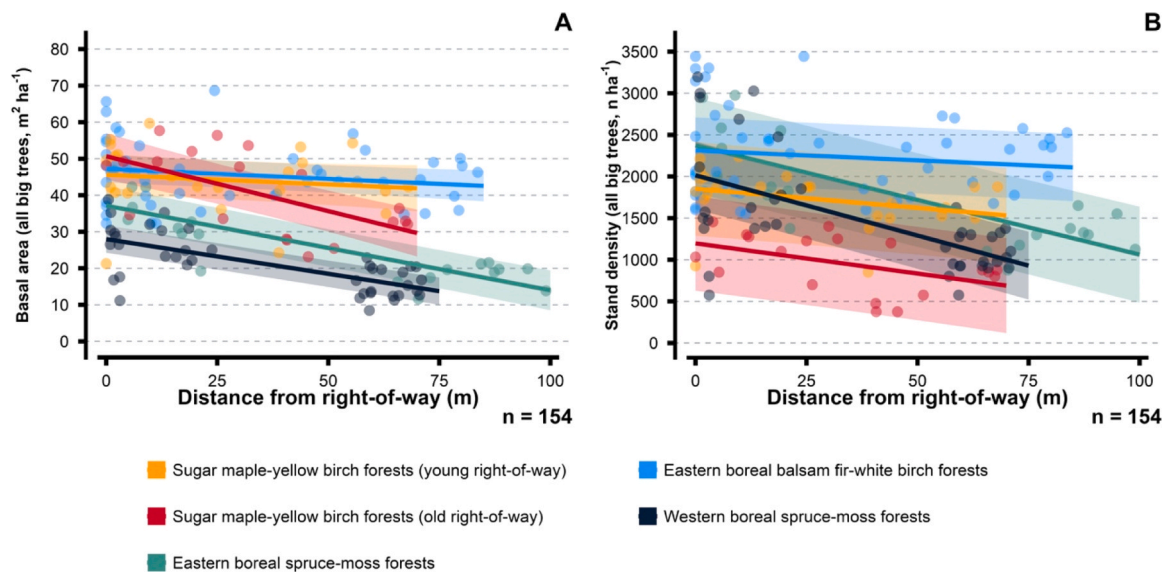 A
Basal area (all big trees, m² ha⁻¹)
80
70
60
50
40
30
20
10
0
0
25
50
75
100
Distance from right-of-way (m)
n = 154
B
Stand density (all big trees, n ha⁻¹)
3500
3000
2500
2000
1500
1000
500
0
0
25
50
75
100
Distance from right-of-way (m)
n = 154
Sugar maple-yellow birch forests (young right-of-way)
Sugar maple-yellow birch forests (old right-of-way)
Eastern boreal spruce-moss forests
Eastern boreal balsam fir-white birch forests
Western boreal spruce-moss forests